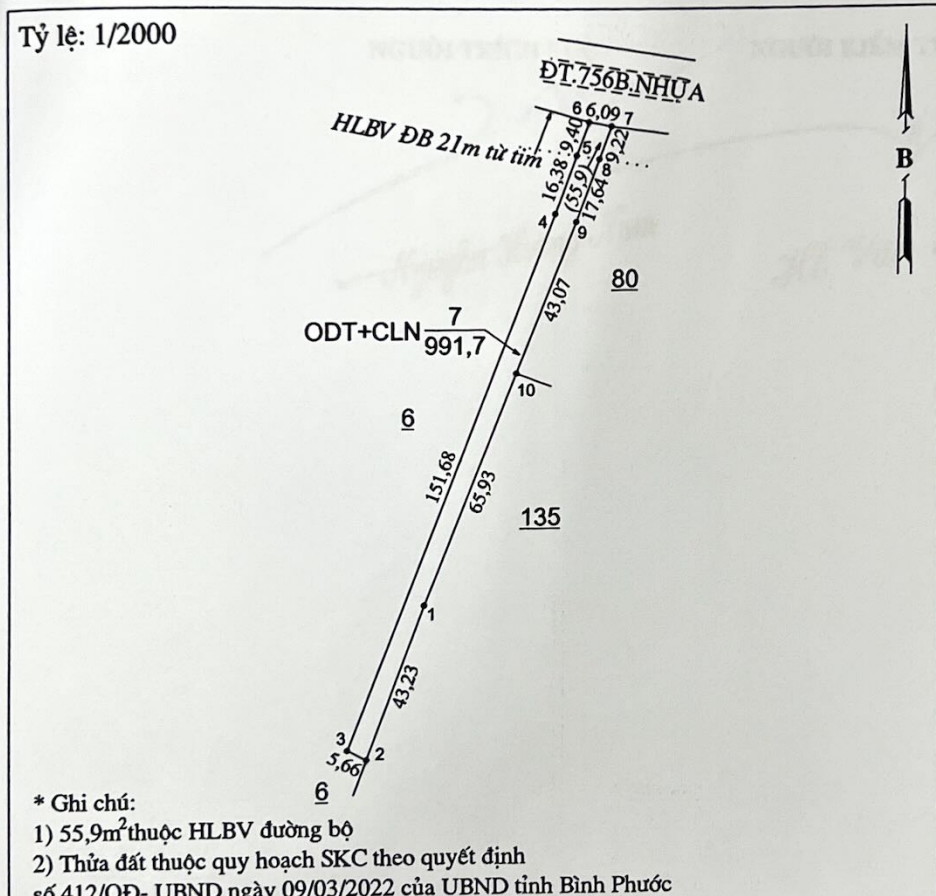 Tỷ lệ: 1/2000
ĐT.756B.NHỰA
6 6,09 7
HLBV ĐB 21m từ tim
9,40
5
9,22
8
16,38
(55,9)
17,64
4
9
B
80
43,07
ODT+CLN 7
991,7
10
6
151,68
65,93
135
1
43,23
3
5,66
2
6
* Ghi chú:
1) 55,9m²thuộc HLBV đường bộ
2) Thửa đất thuộc quy hoạch SKC theo quyết định
số 412/QĐ- UBND ngày 09/03/2022 của UBND tỉnh Bình Phước